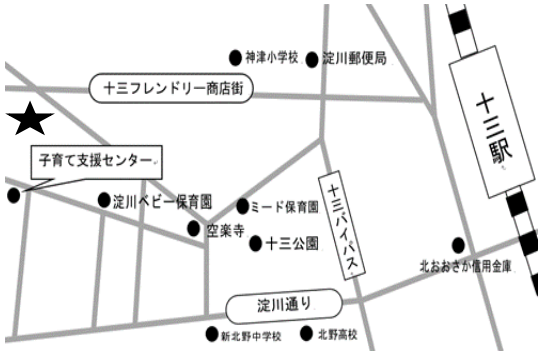 神津小学校
淀川郵便局
十三フレンドリー商店街
十三駅
子育て支援センター
淀川ベビー保育園
ミード保育園
空楽寺
十三公園
十三バイパス
北おおさか信用金庫
淀川通り
新北野中学校
北野高校